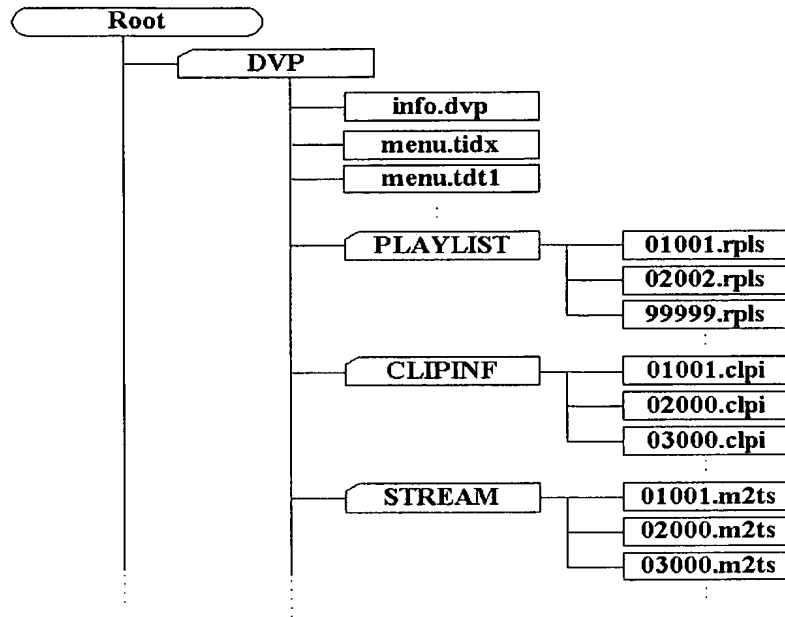 Root
DVP
info.dvp
menu.tidx
menu.tdt1
PLAYLIST
01001.rpls
02002.rpls
99999.rpls
CLIPINF
01001.clpi
02000.clpi
03000.clpi
STREAM
01001.m2ts
02000.m2ts
03000.m2ts